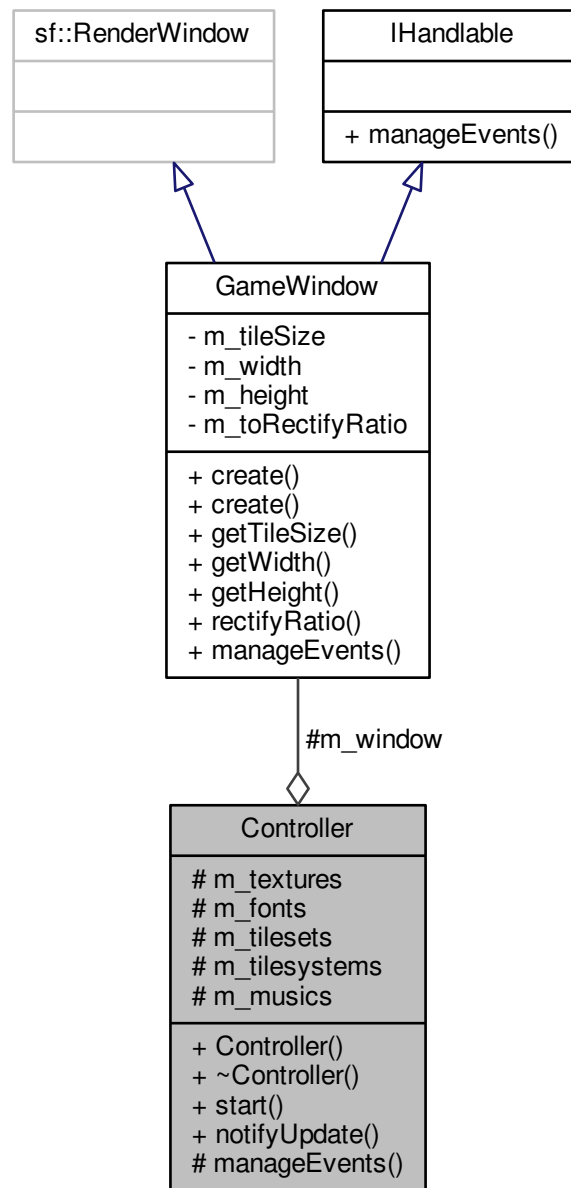 sf::RenderWindow
IHandlable
+ manageEvents()
GameWindow
- m_tileSize
- m_width
- m_height
- m_toRectifyRatio
+ create()
+ create()
+ getTileSize()
+ getWidth()
+ getHeight()
+ rectifyRatio()
+ manageEvents()
#m_window
Controller
# m_textures
# m_fonts
# m_tilesets
# m_tilesystems
# m_musics
+ Controller()
+ ~Controller()
+ start()
+ notifyUpdate()
# manageEvents()